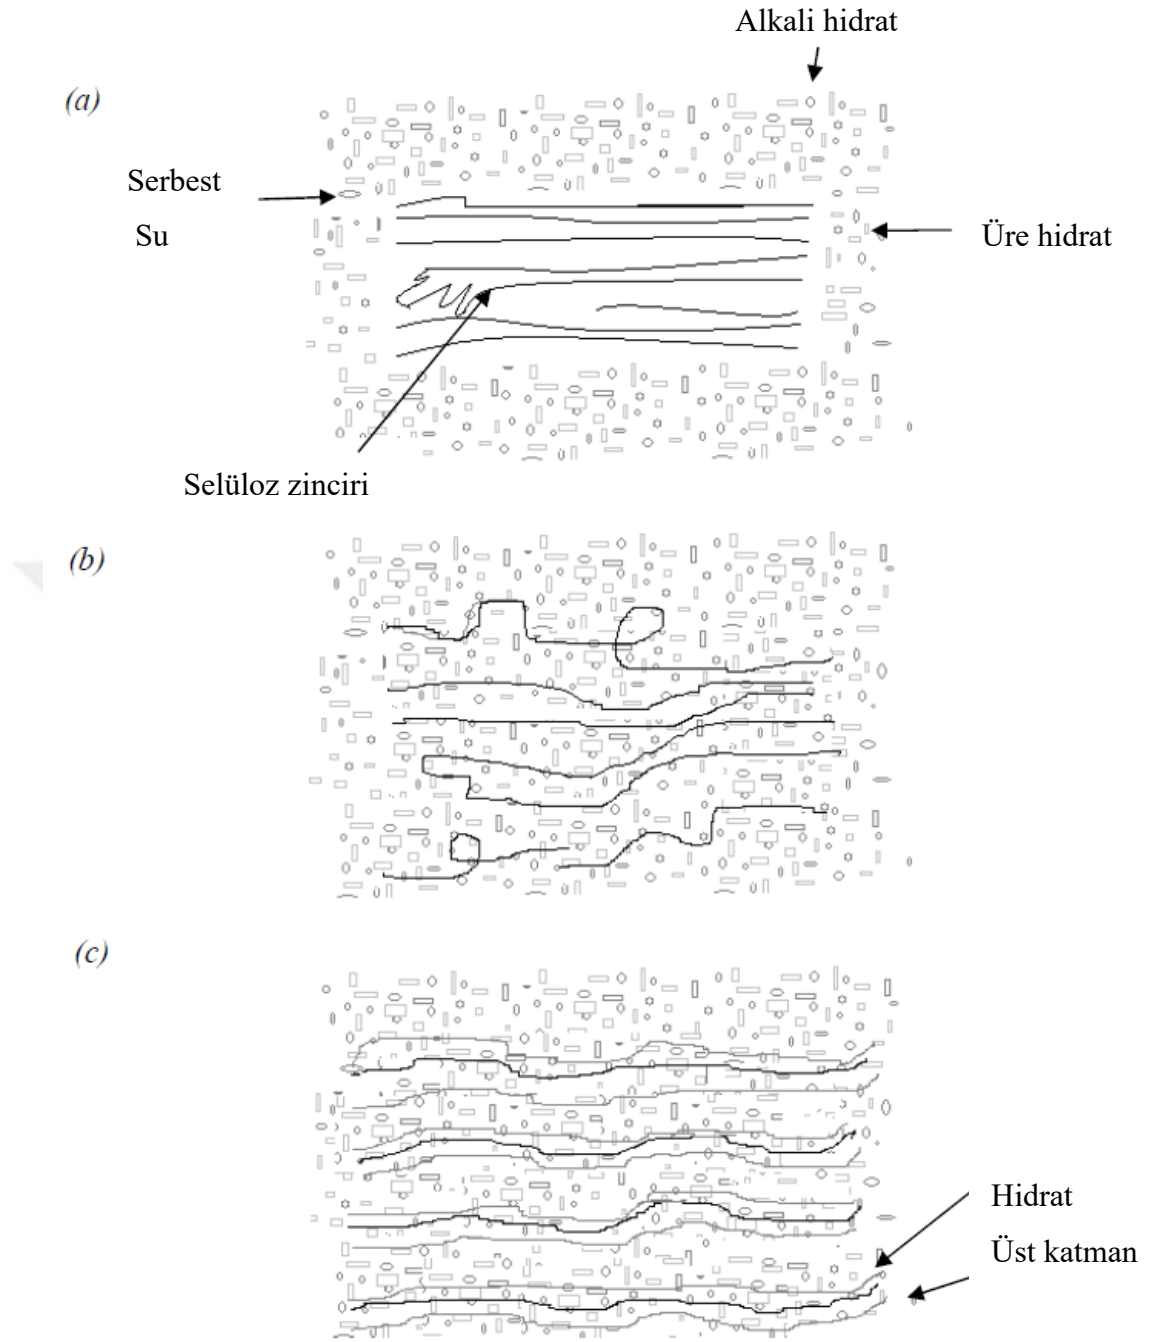 Alkali hidrat
(a)
Serbest
Su
Üre hidrat
Selüloz zinciri
(b)
(c)
Hidrat
Üst katman